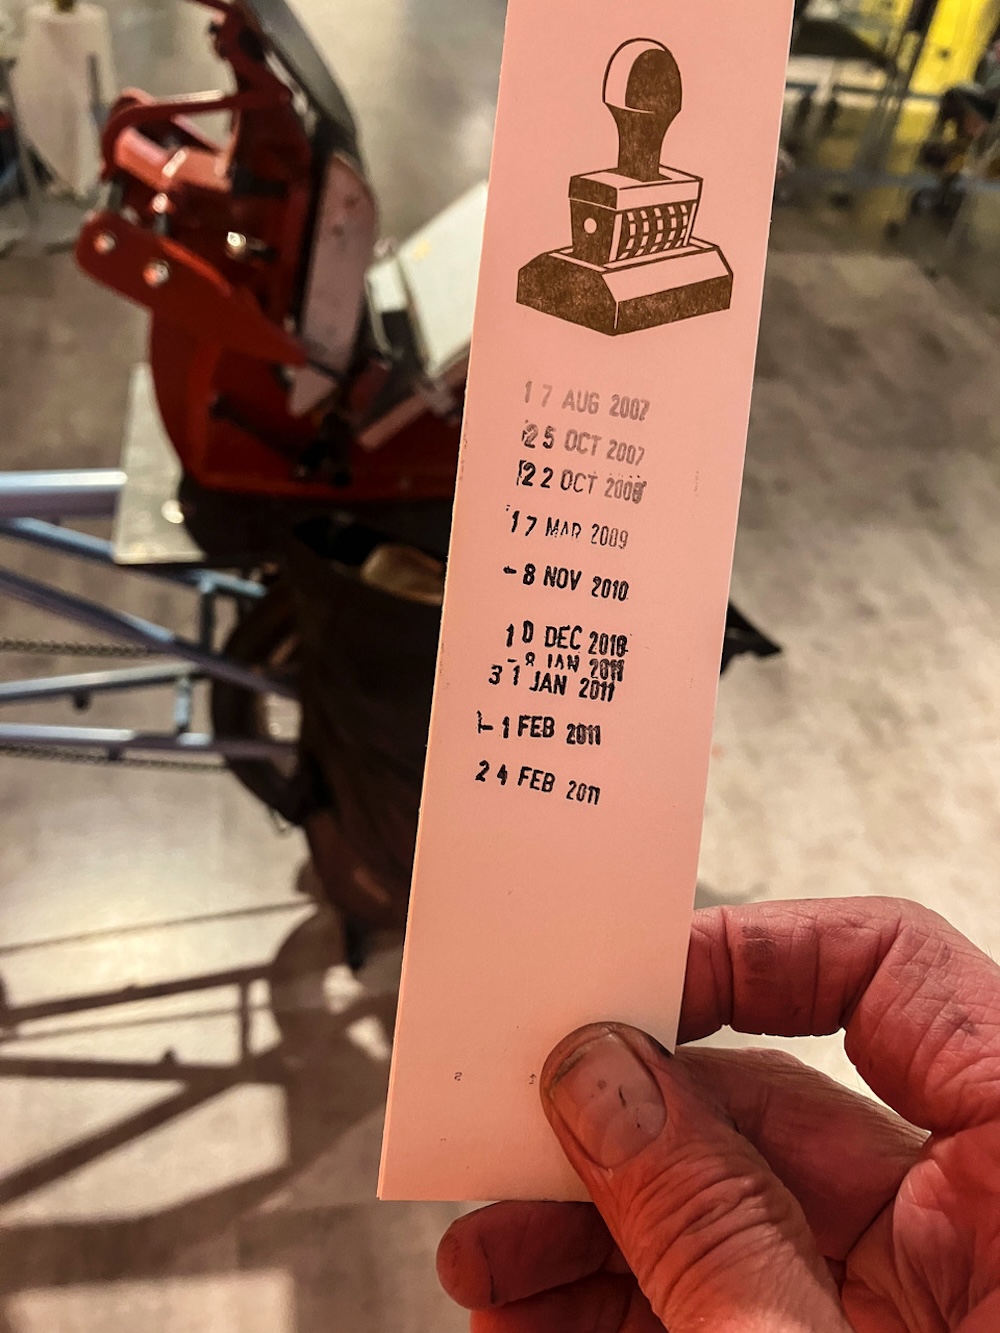 17 AUG 2007
25 OCT 2007
22 OCT 2008
17 MAR 2009
-8 NOV 2010
10 DEC 2010
-8 JAN 2011
31 JAN 2011
-1 FEB 2011
24 FEB 2011